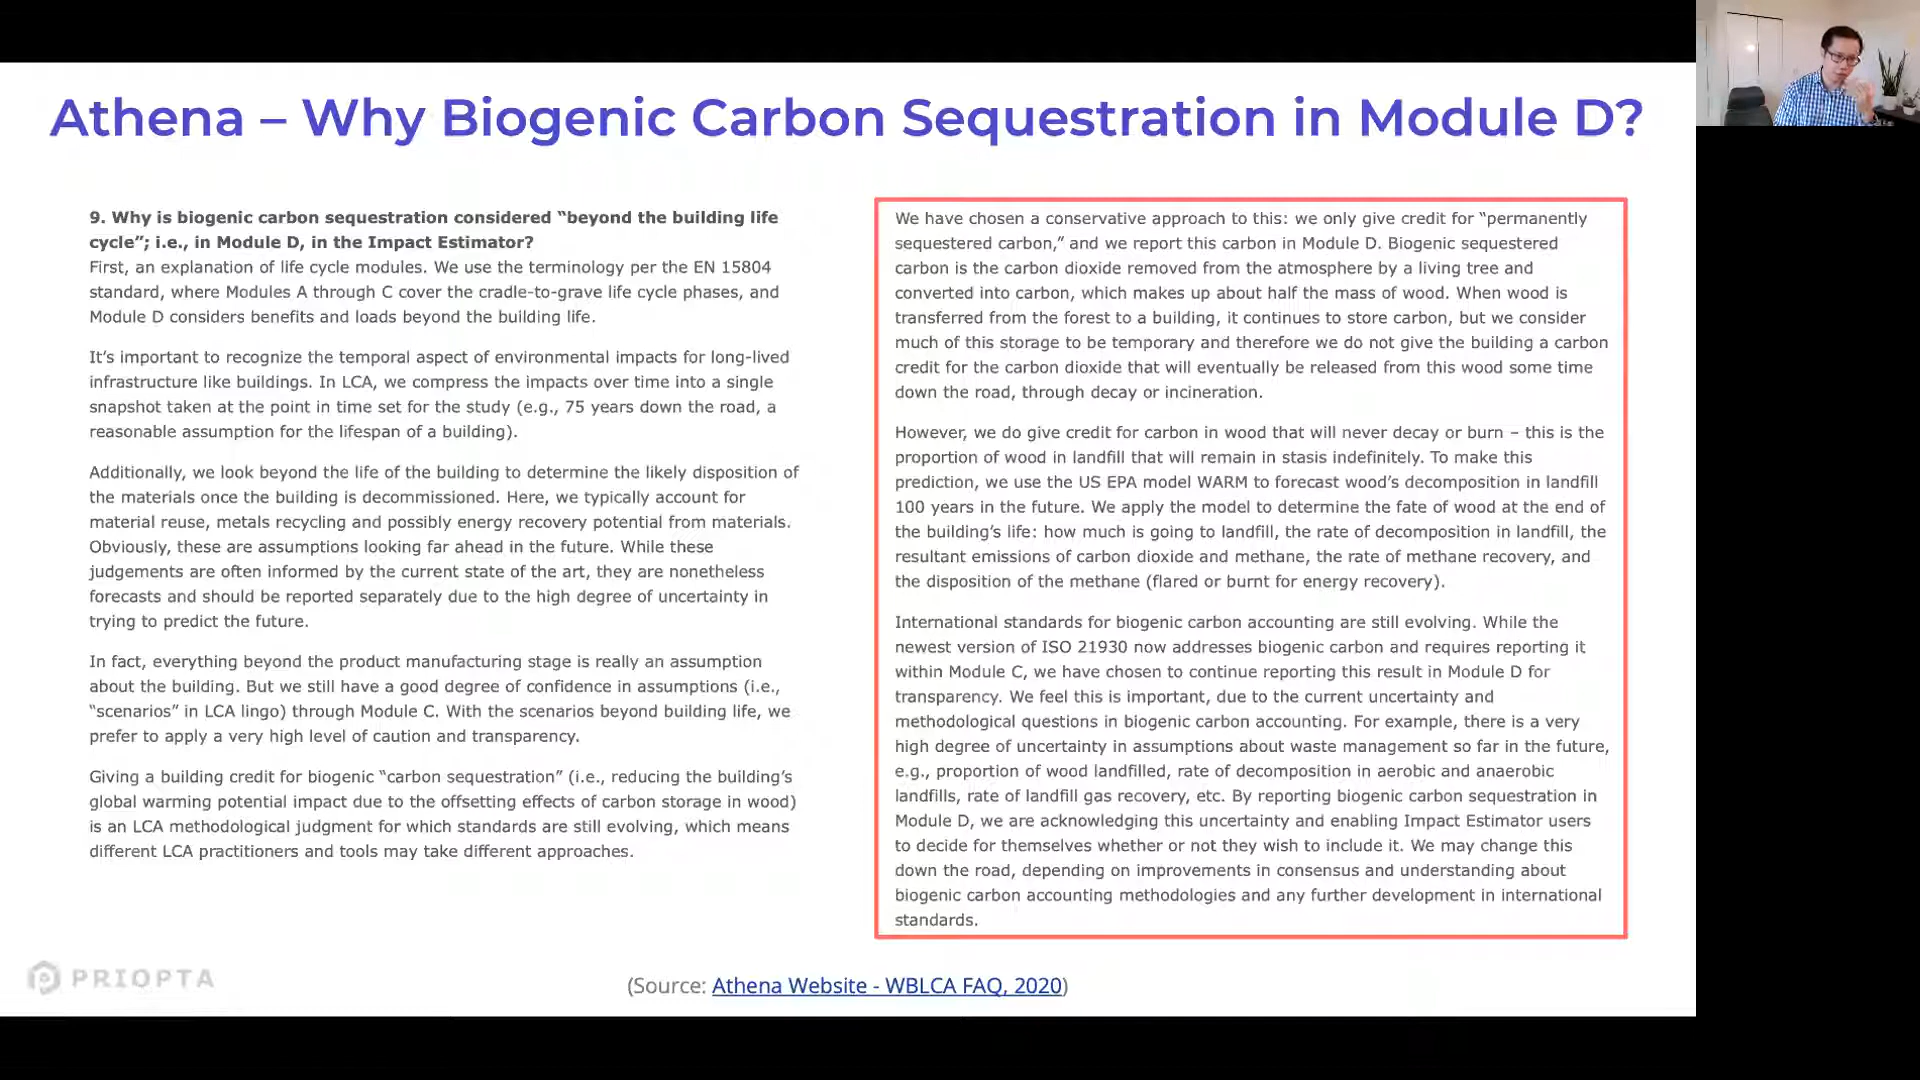 Athena – Why Biogenic Carbon Sequestration in Module D?
9. Why is biogenic carbon sequestration considered “beyond the building life
cycle”; i.e., in Module D, in the Impact Estimator?
First, an explanation of life cycle modules. We use the terminology per the EN 15804
standard, where Modules A through C cover the cradle-to-grave life cycle phases, and
Module D considers benefits and loads beyond the building life.
It’s important to recognize the temporal aspect of environmental impacts for long-lived
infrastructure like buildings. In LCA, we compress the impacts over time into a single
snapshot taken at the point in time set for the study (e.g., 75 years down the road, a
reasonable assumption for the lifespan of a building).
Additionally, we look beyond the life of the building to determine the likely disposition of
the materials once the building is decommissioned. Here, we typically account for
material reuse, metals recycling and possibly energy recovery potential from materials.
Obviously, these are assumptions looking far ahead in the future. While these
judgements are often informed by the current state of the art, they are nonetheless
forecasts and should be reported separately due to the high degree of uncertainty in
trying to predict the future.
In fact, everything beyond the product manufacturing stage is really an assumption
about the building. But we still have a good degree of confidence in assumptions (i.e.,
“scenarios” in LCA lingo) through Module C. With the scenarios beyond building life, we
prefer to apply a very high level of caution and transparency.
Giving a building credit for biogenic “carbon sequestration” (i.e., reducing the building’s
global warming potential impact due to the offsetting effects of carbon storage in wood)
is an LCA methodological judgment for which standards are still evolving, which means
different LCA practitioners and tools may take different approaches.
We have chosen a conservative approach to this: we only give credit for “permanently
sequestered carbon,” and we report this carbon in Module D. Biogenic sequestered
carbon is the carbon dioxide removed from the atmosphere by a living tree and
converted into carbon, which makes up about half the mass of wood. When wood is
transferred from the forest to a building, it continues to store carbon, but we consider
much of this storage to be temporary and therefore we do not give the building a carbon
credit for the carbon dioxide that will eventually be released from this wood some time
down the road, through decay or incineration.
However, we do give credit for carbon in wood that will never decay or burn – this is the
proportion of wood in landfill that will remain in stasis indefinitely. To make this
prediction, we use the US EPA model WARM to forecast wood’s decomposition in landfill
100 years in the future. We apply the model to determine the fate of wood at the end of
the building’s life: how much is going to landfill, the rate of decomposition in landfill, the
resultant emissions of carbon dioxide and methane, the rate of methane recovery, and
the disposition of the methane (flared or burnt for energy recovery).
International standards for biogenic carbon accounting are still evolving. While the
newest version of ISO 21930 now addresses biogenic carbon and requires reporting it
within Module C, we have chosen to continue reporting this result in Module D for
transparency. We feel this is important, due to the current uncertainty and
methodological questions in biogenic carbon accounting. For example, there is a very
high degree of uncertainty in assumptions about waste management so far in the future,
e.g., proportion of wood landfilled, rate of decomposition in aerobic and anaerobic
landfills, rate of landfill gas recovery, etc. By reporting biogenic carbon sequestration in
Module D, we are acknowledging this uncertainty and enabling Impact Estimator users
to decide for themselves whether or not they wish to include it. We may change this
down the road, depending on improvements in consensus and understanding about
biogenic carbon accounting methodologies and any further development in international
standards.
PRIOPTA
(Source: Athena Website - WBLCA FAQ, 2020)